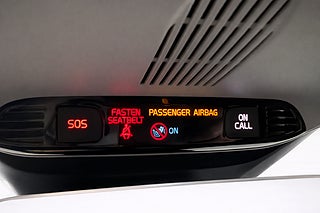 SOS
FASTEN
SEATBELT
PASSENGER AIRBAG
ON
ON
CALL